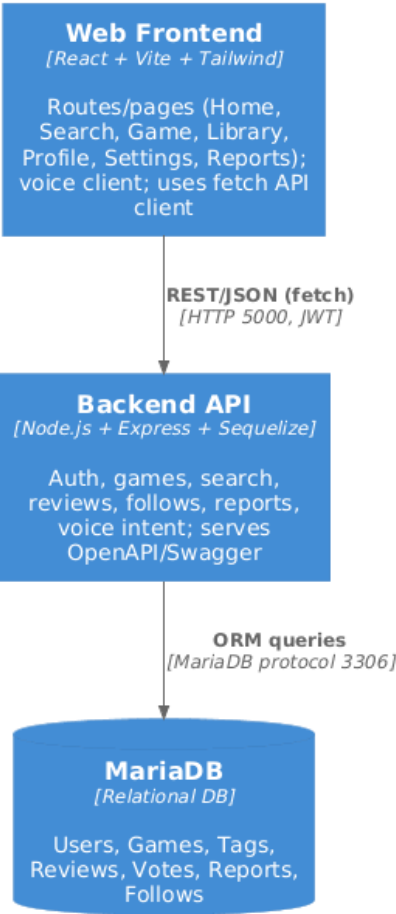 Web Frontend
[React + Vite + Tailwind]
Routes/pages (Home,
Search, Game, Library,
Profile, Settings, Reports);
voice client; uses fetch API
client
REST/JSON (fetch)
[HTTP 5000, JWT]
Backend API
[Node.js + Express + Sequelize]
Auth, games, search,
reviews, follows, reports,
voice intent; serves
OpenAPI/Swagger
ORM queries
[MariaDB protocol 3306]
MariaDB
[Relational DB]
Users, Games, Tags,
Reviews, Votes, Reports,
Follows